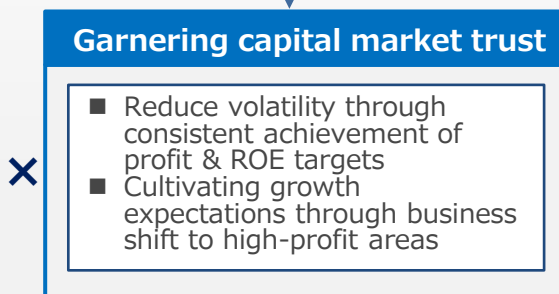 Garnering capital market trust
■ Reduce volatility through
consistent achievement of
profit & ROE targets
■ Cultivating growth
expectations through business
shift to high-profit areas
×